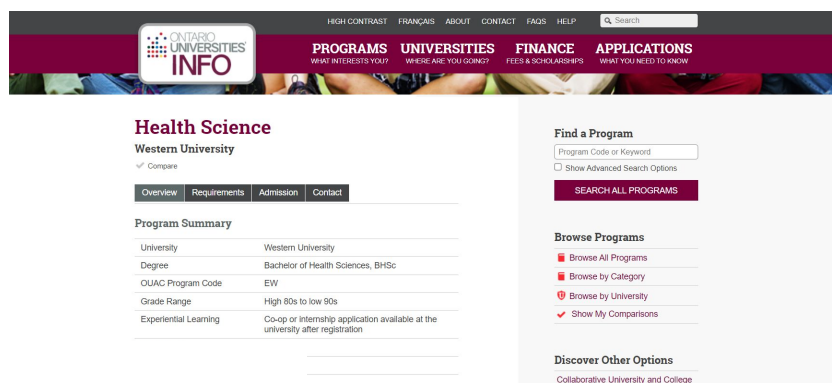 HIGH CONTRAST FRANÇAIS ABOUT CONTACT FAQS HELP Search
ONTARIO
UNIVERSITIES'
INFO
PROGRAMS UNIVERSITIES FINANCE APPLICATIONS
WHAT INTERESTS YOU? WHERE ARE YOU GOING? FEES & SCHOLARSHIPS WHAT YOU NEED TO KNOW
Health Science
Western University
Compare
Overview Requirements Admission Contact
Program Summary
University Western University
Degree Bachelor of Health Sciences, BHSc
OUAC Program Code EW
Grade Range High 80s to low 90s
Experiential Learning Co-op or internship application available at the
university after registration
Find a Program
Program Code or Keyword
Show Advanced Search Options
SEARCH ALL PROGRAMS
Browse Programs
Browse All Programs
Browse by Category
Browse by University
Show My Comparisons
Discover Other Options
Collaborative University and College